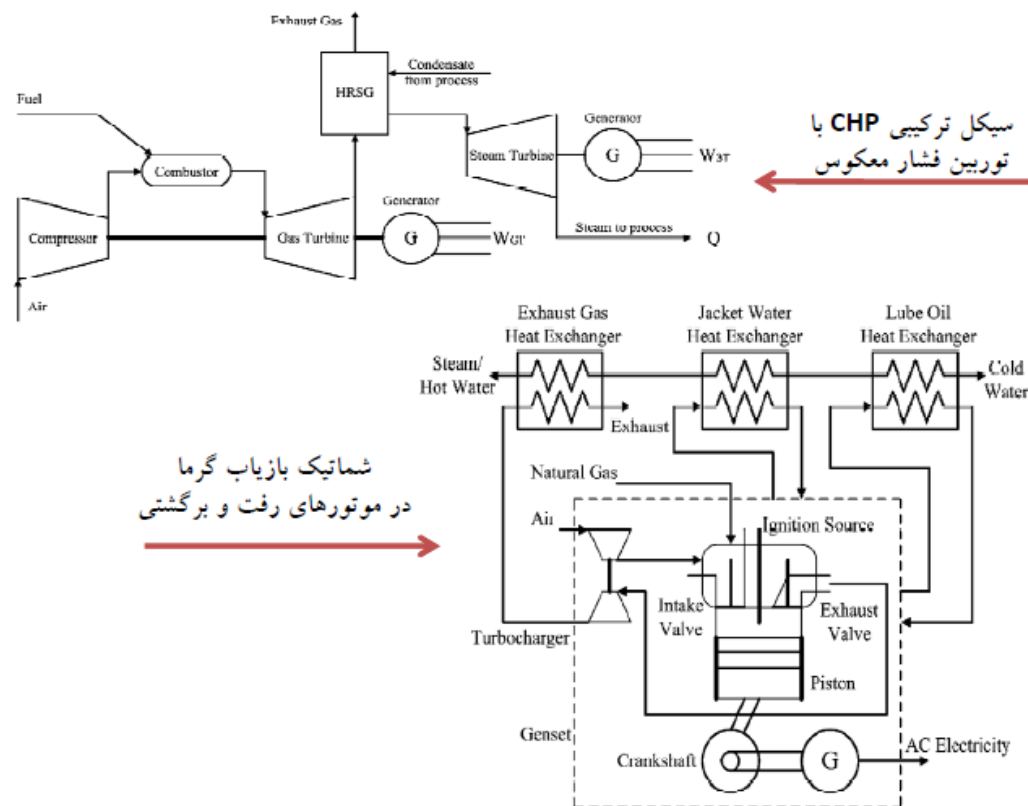 Exhaust Gas
HRSG
Condensate
from process
Fuel
Combustor
Compressor
Gas Turbine
Generator
G
W_GT
Air
Steam Turbine
Generator
G
W_ST
Steam to process
Q
سیکل ترکیبی CHP با
توربین فشار معکوس
Exhaust Gas
Heat Exchanger
Jacket Water
Heat Exchanger
Lube Oil
Heat Exchanger
Steam/
Hot Water
Cold
Water
Exhaust
شماتیک بازیاب گرما
در موتورهای رفت و برگشتی
Natural Gas
Air
Ignition Source
Intake
Valve
Exhaust
Valve
Turbocharger
Piston
Genset
Crankshaft
G
AC Electricity